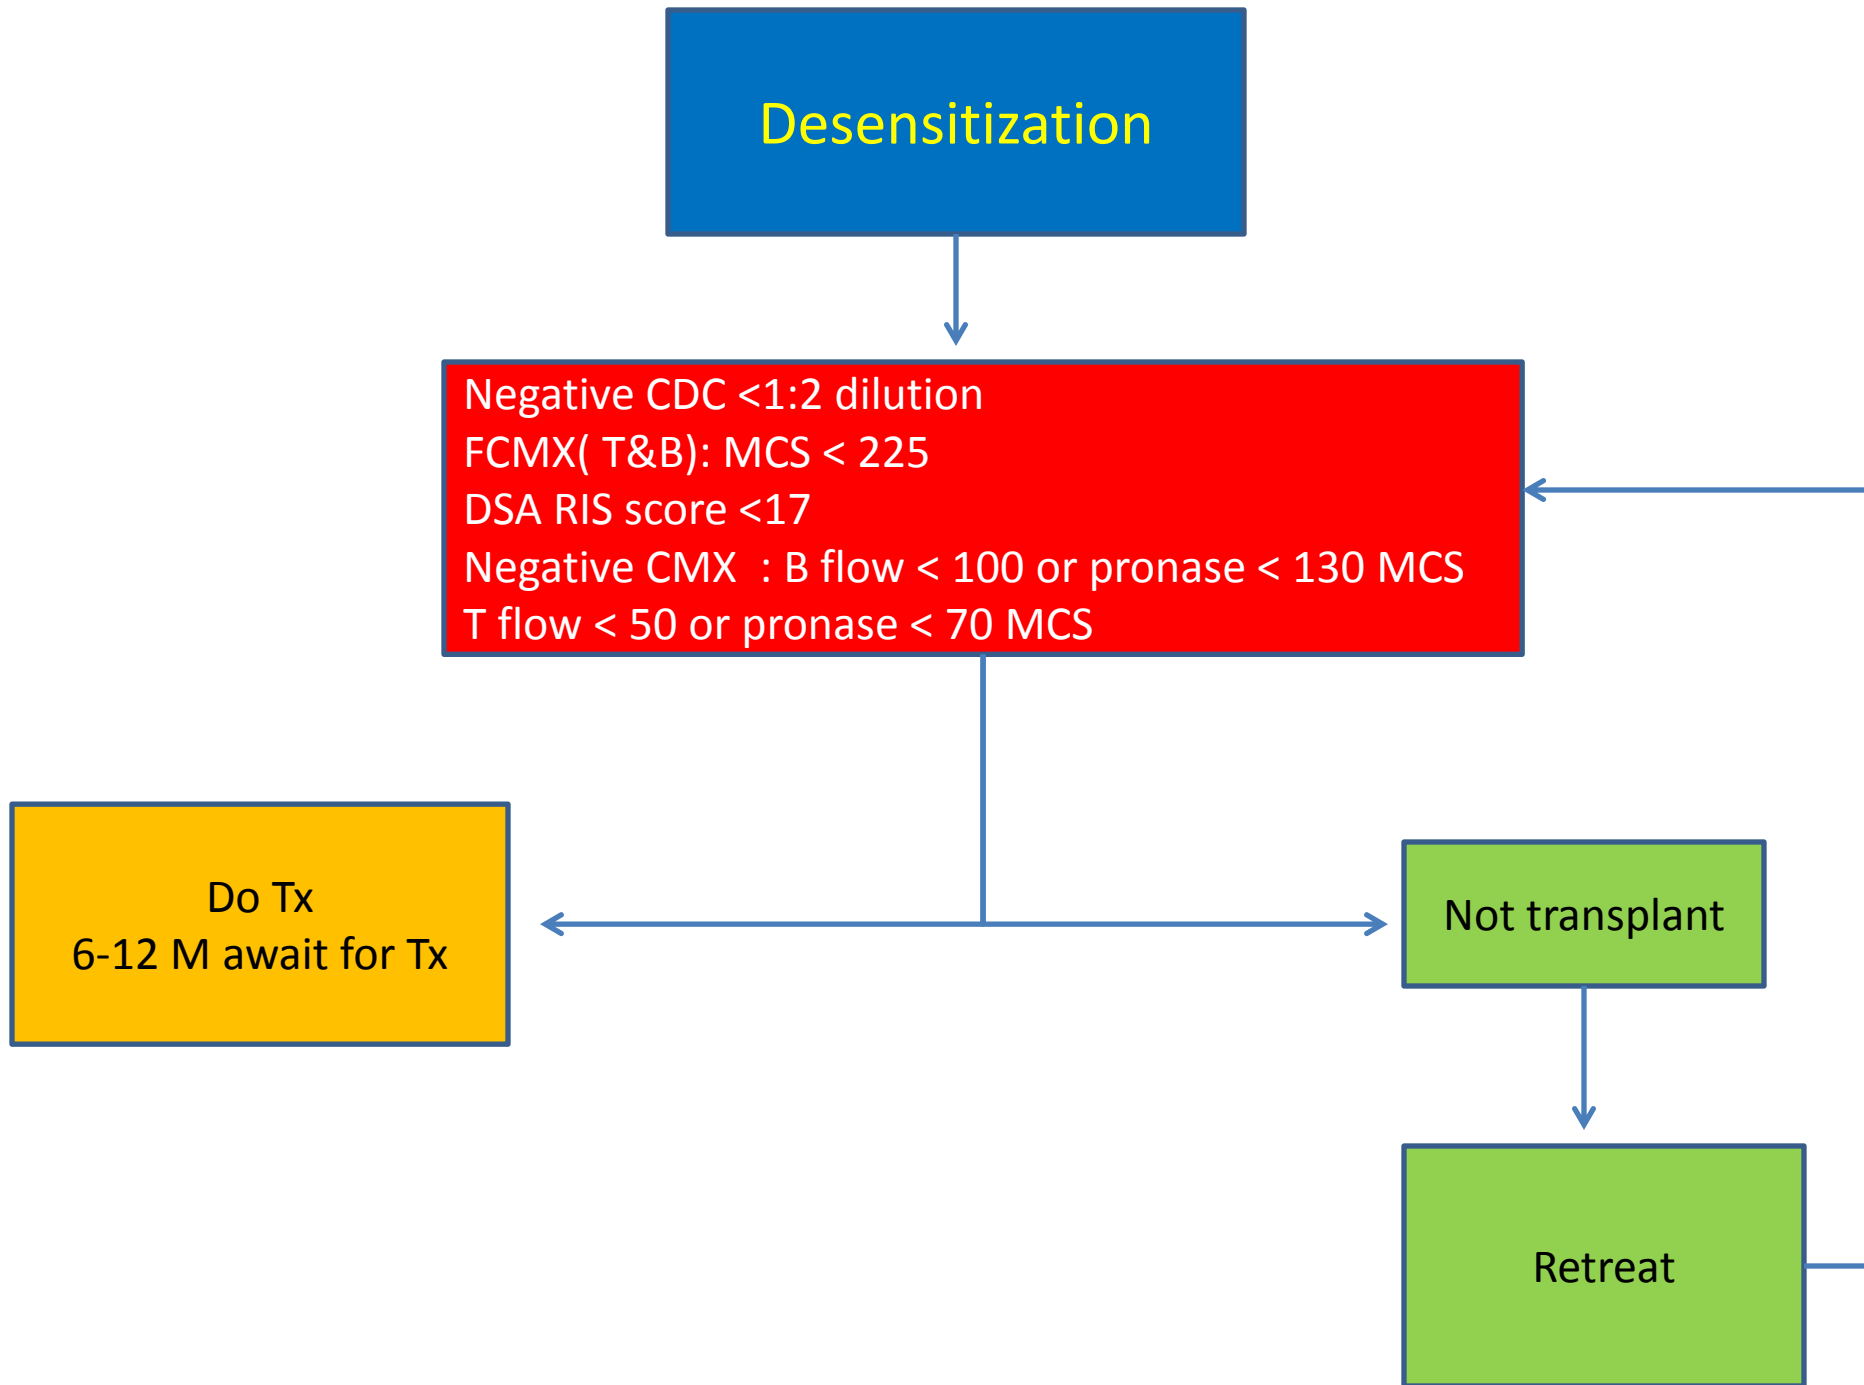 Desensitization
Negative CDC <1:2 dilution
FCMX( T&B): MCS < 225
DSA RIS score <17
Negative CMX  : B flow < 100 or pronase < 130 MCS
T flow < 50 or pronase < 70 MCS
Do Tx
6-12 M await for Tx
Not transplant
Retreat